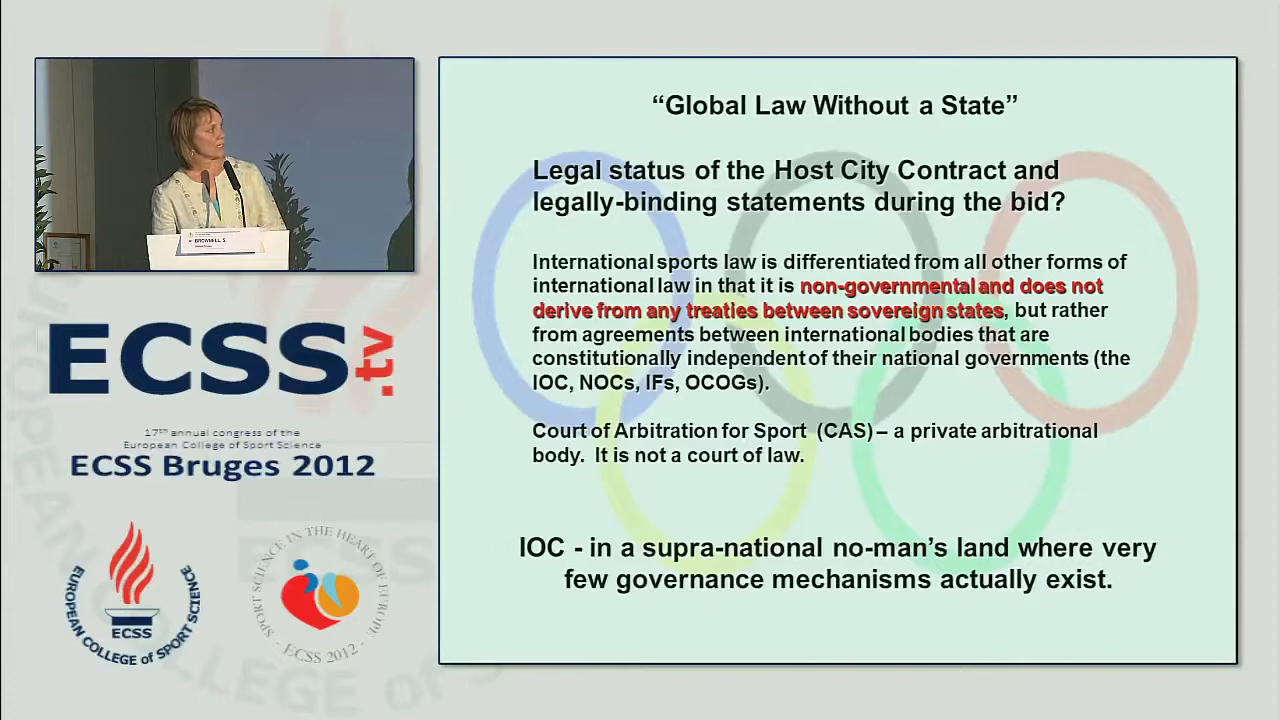 “Global Law Without a State”
Legal status of the Host City Contract and
legally-binding statements during the bid?
International sports law is differentiated from all other forms of
international law in that it is non-governmental and does not
derive from any treaties between sovereign states, but rather
from agreements between international bodies that are
constitutionally independent of their national governments (the
IOC, NOCs, IFs, OCOGs).
Court of Arbitration for Sport (CAS) – a private arbitrational
body. It is not a court of law.
IOC - in a supra-national no-man’s land where very
few governance mechanisms actually exist.
BROWNELL, S.
ECSS.tv
17th annual congress of the
European College of Sport Science
ECSS Bruges 2012
EUROPEAN COLLEGE of SPORT SCIENCE
ECSS
SPORT SCIENCE IN THE HEART OF EUROPE
- ECSS 2012 -